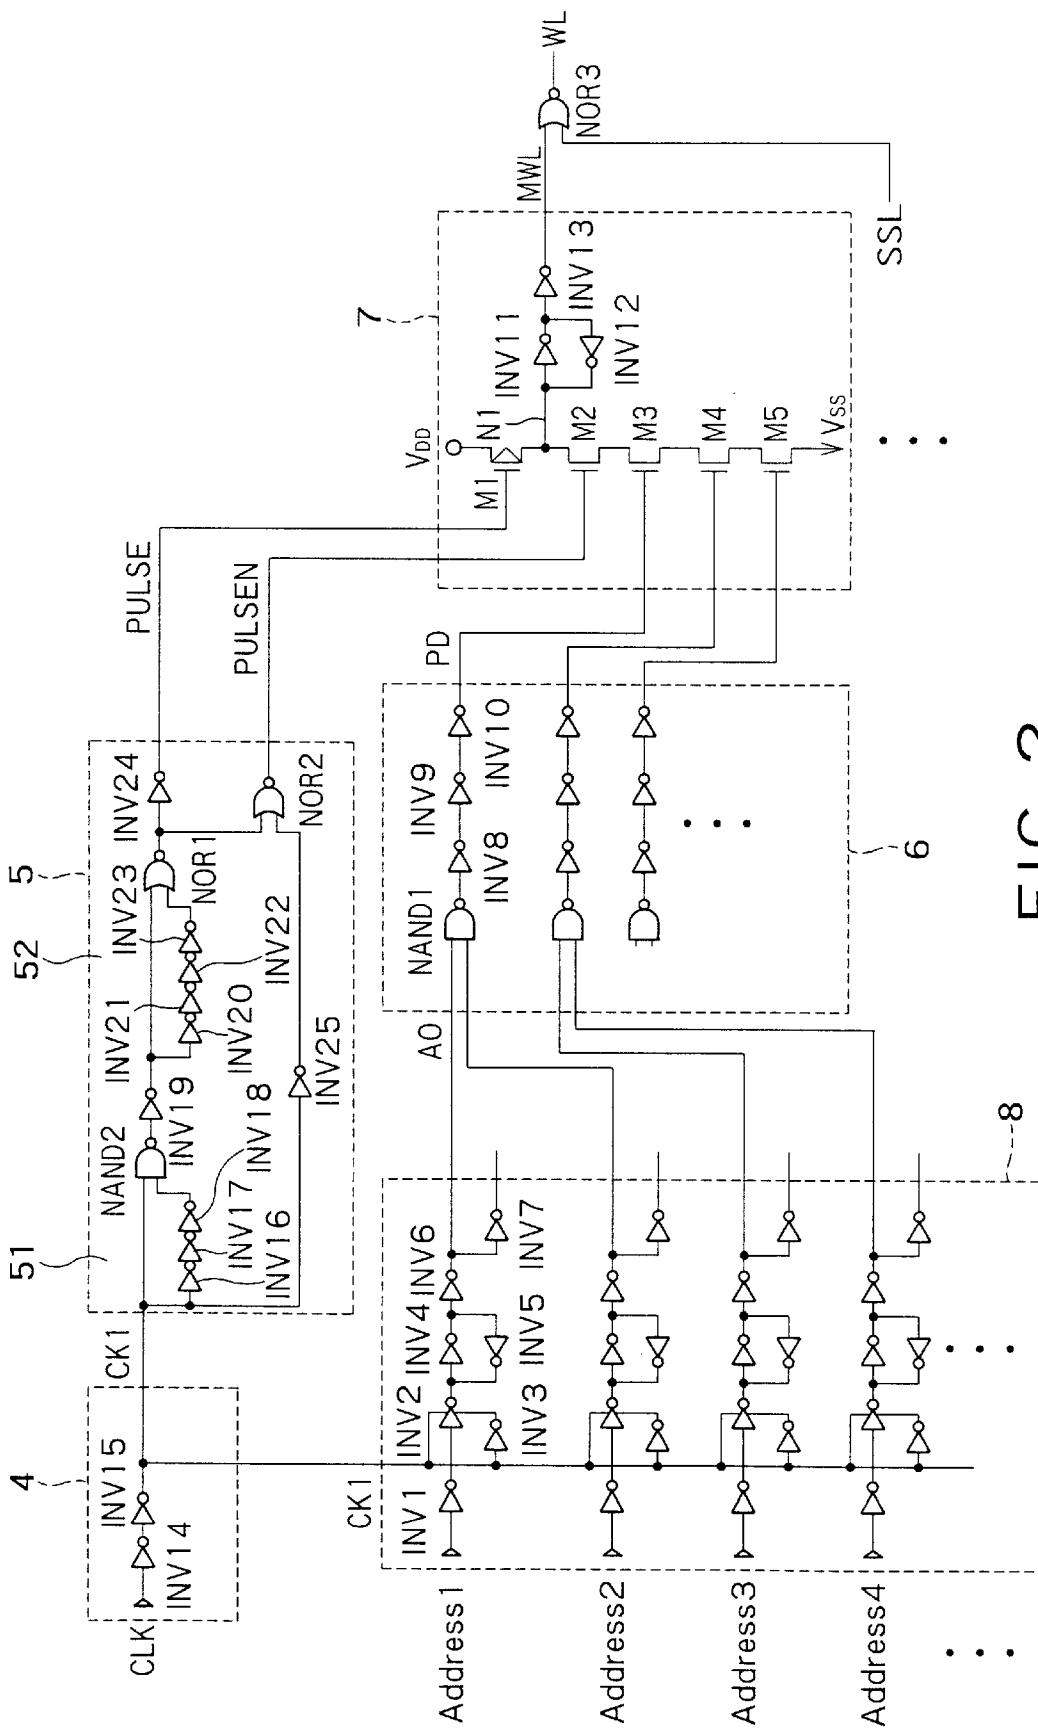 CLK
4
INV14
INV15
CK1
5
51
52
NAND2
INV19
INV16
INV17
INV18
INV21
INV23
INV20
INV22
NOR1
INV24
INV25
NOR2
PULSE
PULSEN
CK1
Address1
Address2
Address3
Address4
INV1
INV2
INV3
INV4
INV5
INV6
INV7
8
A0
NAND1
INV8
INV9
INV10
6
PD
7
VDD
M1
N1
M2
M3
M4
M5
VSS
INV11
INV12
INV13
MWL
NOR3
WL
SSL